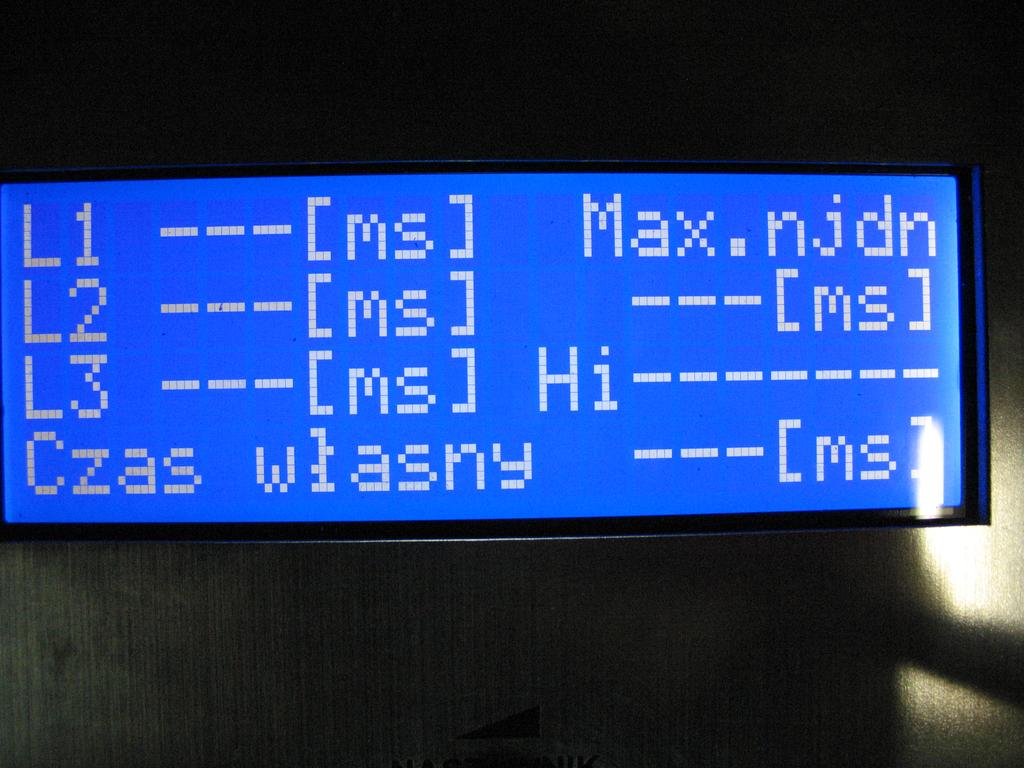 L1 ---[ms] Max.njdn
L2 ---[ms] ---[ms]
L3 ---[ms] Hi-------
Czas własny ---[ms]